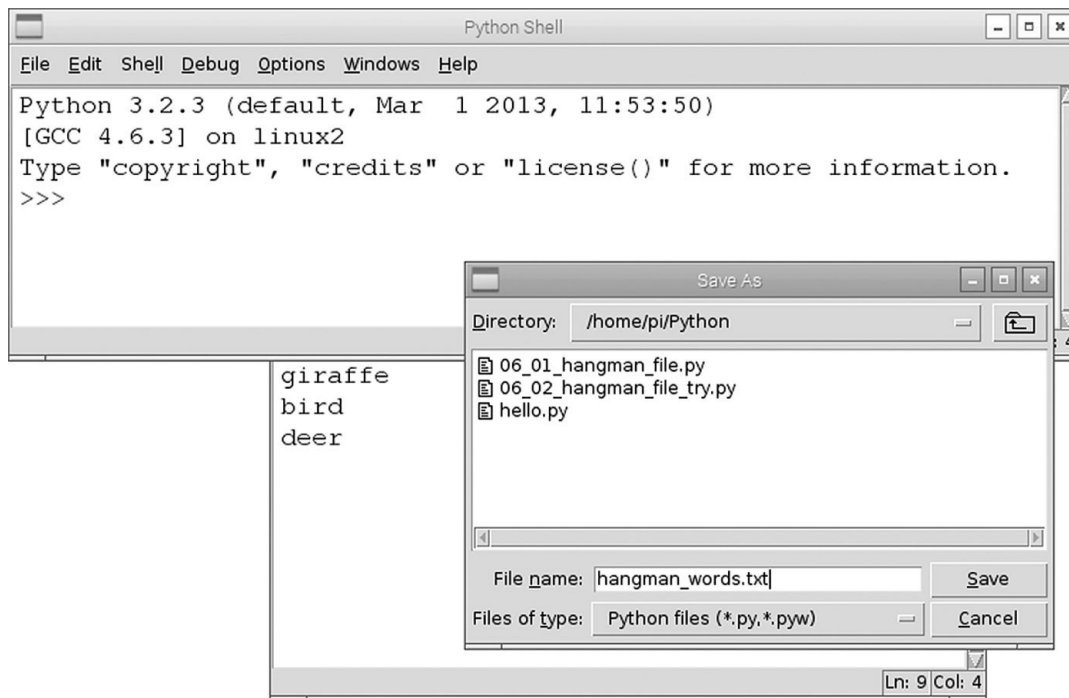 Python Shell
File Edit Shell Debug Options Windows Help
Python 3.2.3 (default, Mar  1 2013, 11:53:50)
[GCC 4.6.3] on linux2
Type "copyright", "credits" or "license()" for more information.
>>>
Save As
Directory: /home/pi/Python
06_01_hangman_file.py
06_02_hangman_file_try.py
hello.py
File name: hangman_words.txt Save
Files of type: Python files (*.py,*.pyw) Cancel
giraffe
bird
deer
Ln: 9 Col: 4